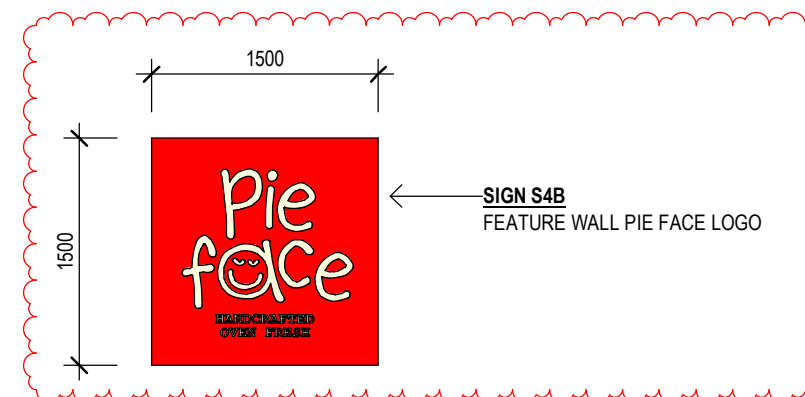 1500
1500
SIGN S4B
FEATURE WALL PIE FACE LOGO
pie
face
HANDCRAFTED
OVEN FRESH